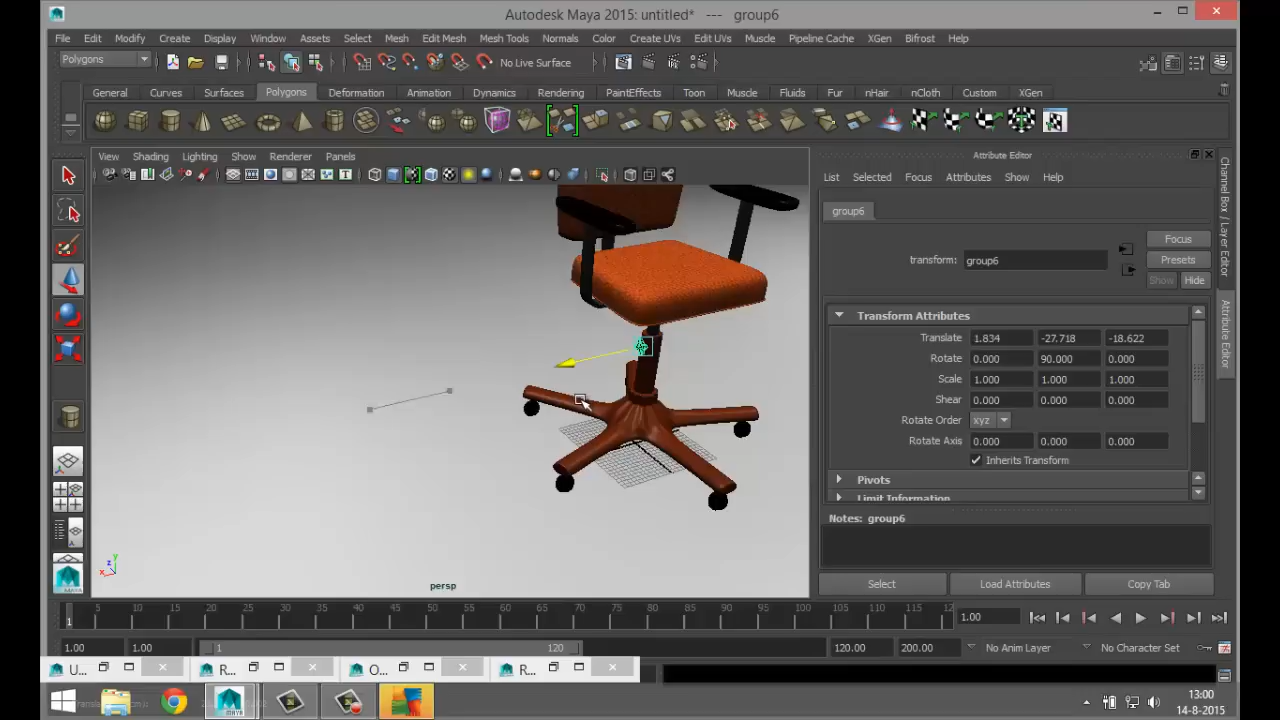 Autodesk Maya 2015: untitled* --- group6
File Edit Modify Create Display Window Assets Select Mesh Edit Mesh Mesh Tools Normals Color Create UVs Edit UVs Muscle Pipeline Cache XGen Bifrost Help
Polygons No Live Surface
General Curves Surfaces Polygons Deformation Animation Dynamics Rendering PaintEffects Toon Muscle Fluids Fur nHair nCloth Custom XGen
View Shading Lighting Show Renderer Panels
Attribute Editor
List Selected Focus Attributes Show Help
group6
Focus
transform: group6
Presets
Show Hide
Transform Attributes
Translate 1.834 -27.718 -18.622
Rotate 0.000 90.000 0.000
Scale 1.000 1.000 1.000
Shear 0.000 0.000 0.000
Rotate Order xyz
Rotate Axis 0.000 0.000 0.000
Inherits Transform
Pivots
Limit Information
Notes: group6
Select Load Attributes Copy Tab
Channel Box / Layer Editor
Attribute Editor
y
z
x
persp
1 5 10 15 20 25 30 35 40 45 50 55 60 65 70 75 80 85 90 95 100 105 110 115 12
1.00
1.00 1.00 1 120 120.00 200.00 No Anim Layer No Character Set
U... R... O... R...
MAYA
13:00
14-8-2015